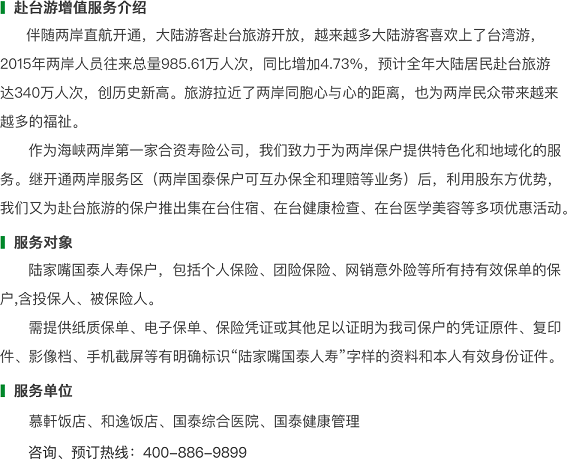 赴台游增值服务介绍
伴随两岸直航开通，大陆游客赴台旅游开放，越来越多大陆游客喜欢上了台湾游，
2015年两岸人员往来总量985.61万人次，同比增加4.73%，预计全年大陆居民赴台旅游
达340万人次，创历史新高。旅游拉近了两岸同胞心与心的距离，也为两岸民众带来越来
越多的福祉。
作为海峡两岸第一家合资寿险公司，我们致力于为两岸保户提供特色化和地域化的服
务。继开通两岸服务区（两岸国泰保户可互办保全和理赔等业务）后，利用股东方优势，
我们又为赴台旅游的保户推出集在台住宿、在台健康检查、在台医学美容等多项优惠活动。
服务对象
陆家嘴国泰人寿保户，包括个人保险、团险保险、网销意外险等所有持有效保单的保
户,含投保人、被保险人。
需提供纸质保单、电子保单、保险凭证或其他足以证明为我司保户的凭证原件、复印
件、影像档、手机截屏等有明确标识“陆家嘴国泰人寿”字样的资料和本人有效身份证件。
服务单位
慕軒饭店、和逸饭店、国泰综合医院、国泰健康管理
咨询、预订热线：400-886-9899